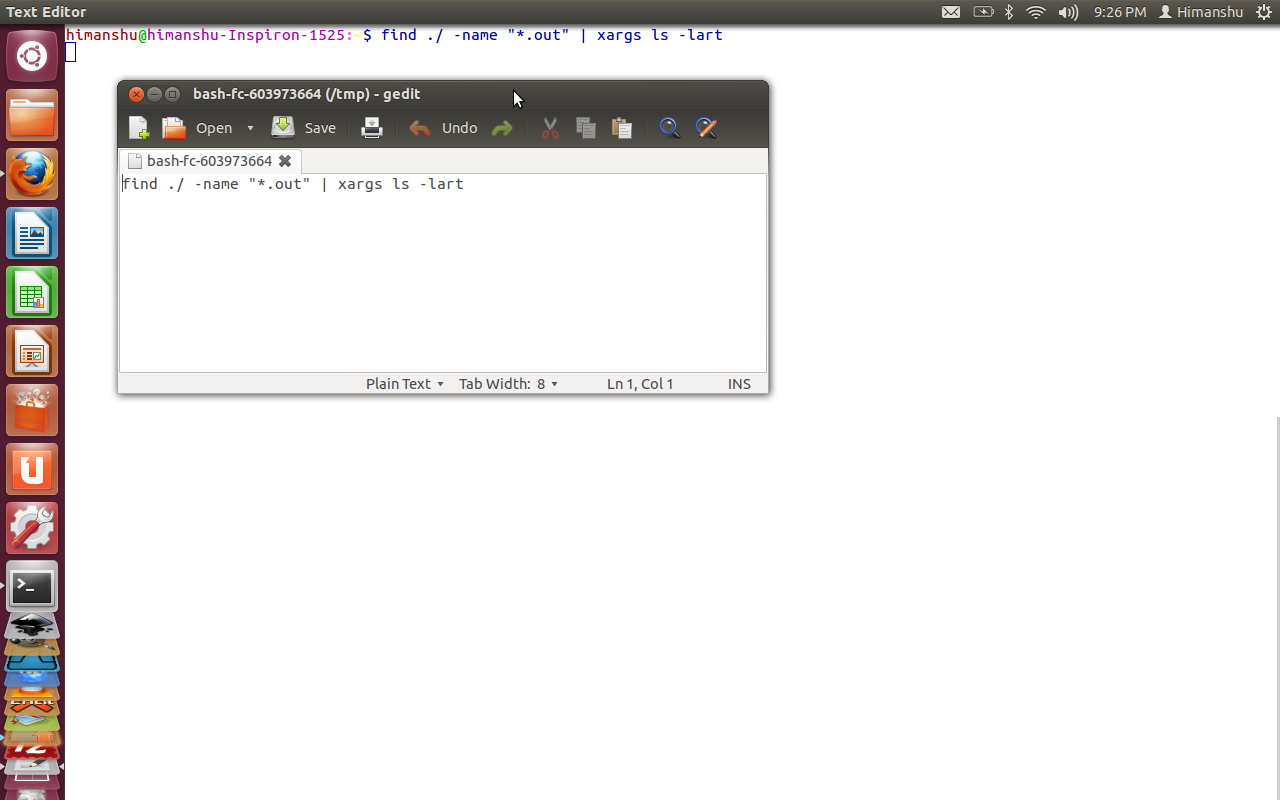 Text Editor
9:26 PM Himanshu
himanshu@himanshu-Inspiron-1525:~$ find ./ -name "*.out" | xargs ls -lart
bash-fc-603973664 (/tmp) - gedit
Open Save Undo
bash-fc-603973664
find ./ -name "*.out" | xargs ls -lart
Plain Text Tab Width: 8 Ln 1, Col 1 INS